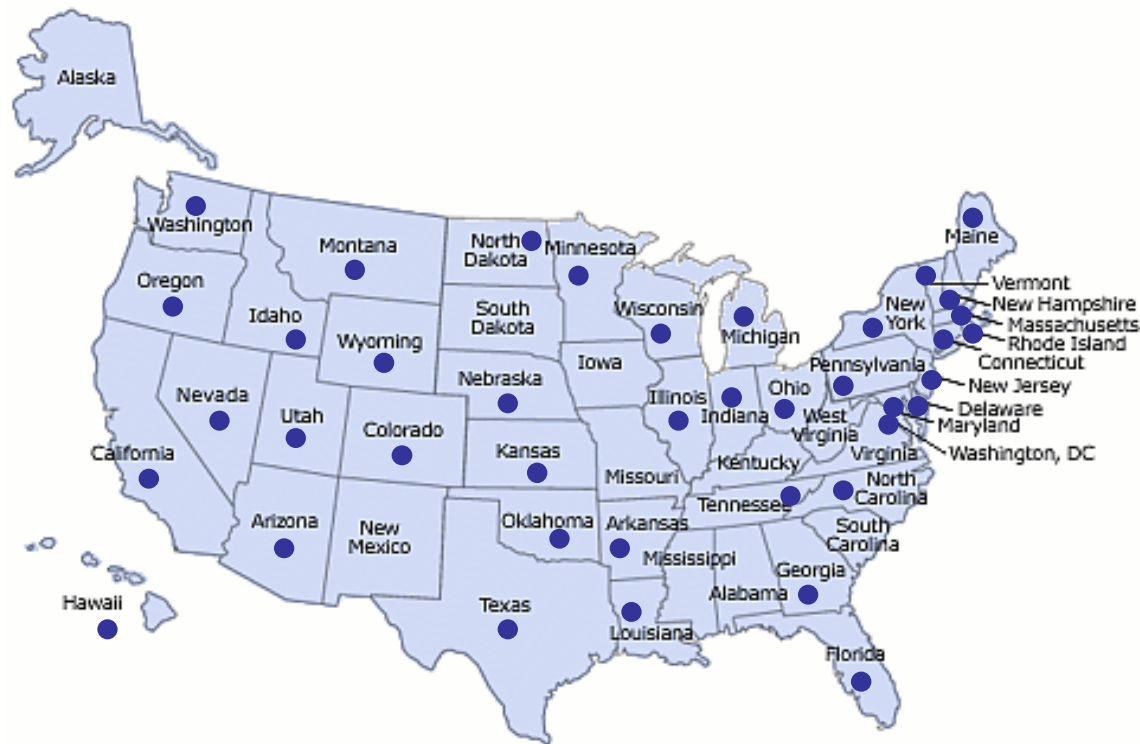 Alaska
Washington
Montana
North
Dakota
Minnesota
Maine
Oregon
Idaho
Wyoming
South
Dakota
Wisconsin
Michigan
New
York
Vermont
New Hampshire
Massachusetts
Rhode Island
Connecticut
Nevada
Utah
Colorado
Nebraska
Iowa
Illinois
Indiana
Ohio
Pennsylvania
New Jersey
Delaware
Maryland
Washington, DC
West
Virginia
Virginia
California
Kansas
Missouri
Kentucky
Arizona
New
Mexico
Oklahoma
Arkansas
Tennessee
North
Carolina
South
Carolina
Mississippi
Alabama
Georgia
Hawaii
Texas
Louisiana
Florida